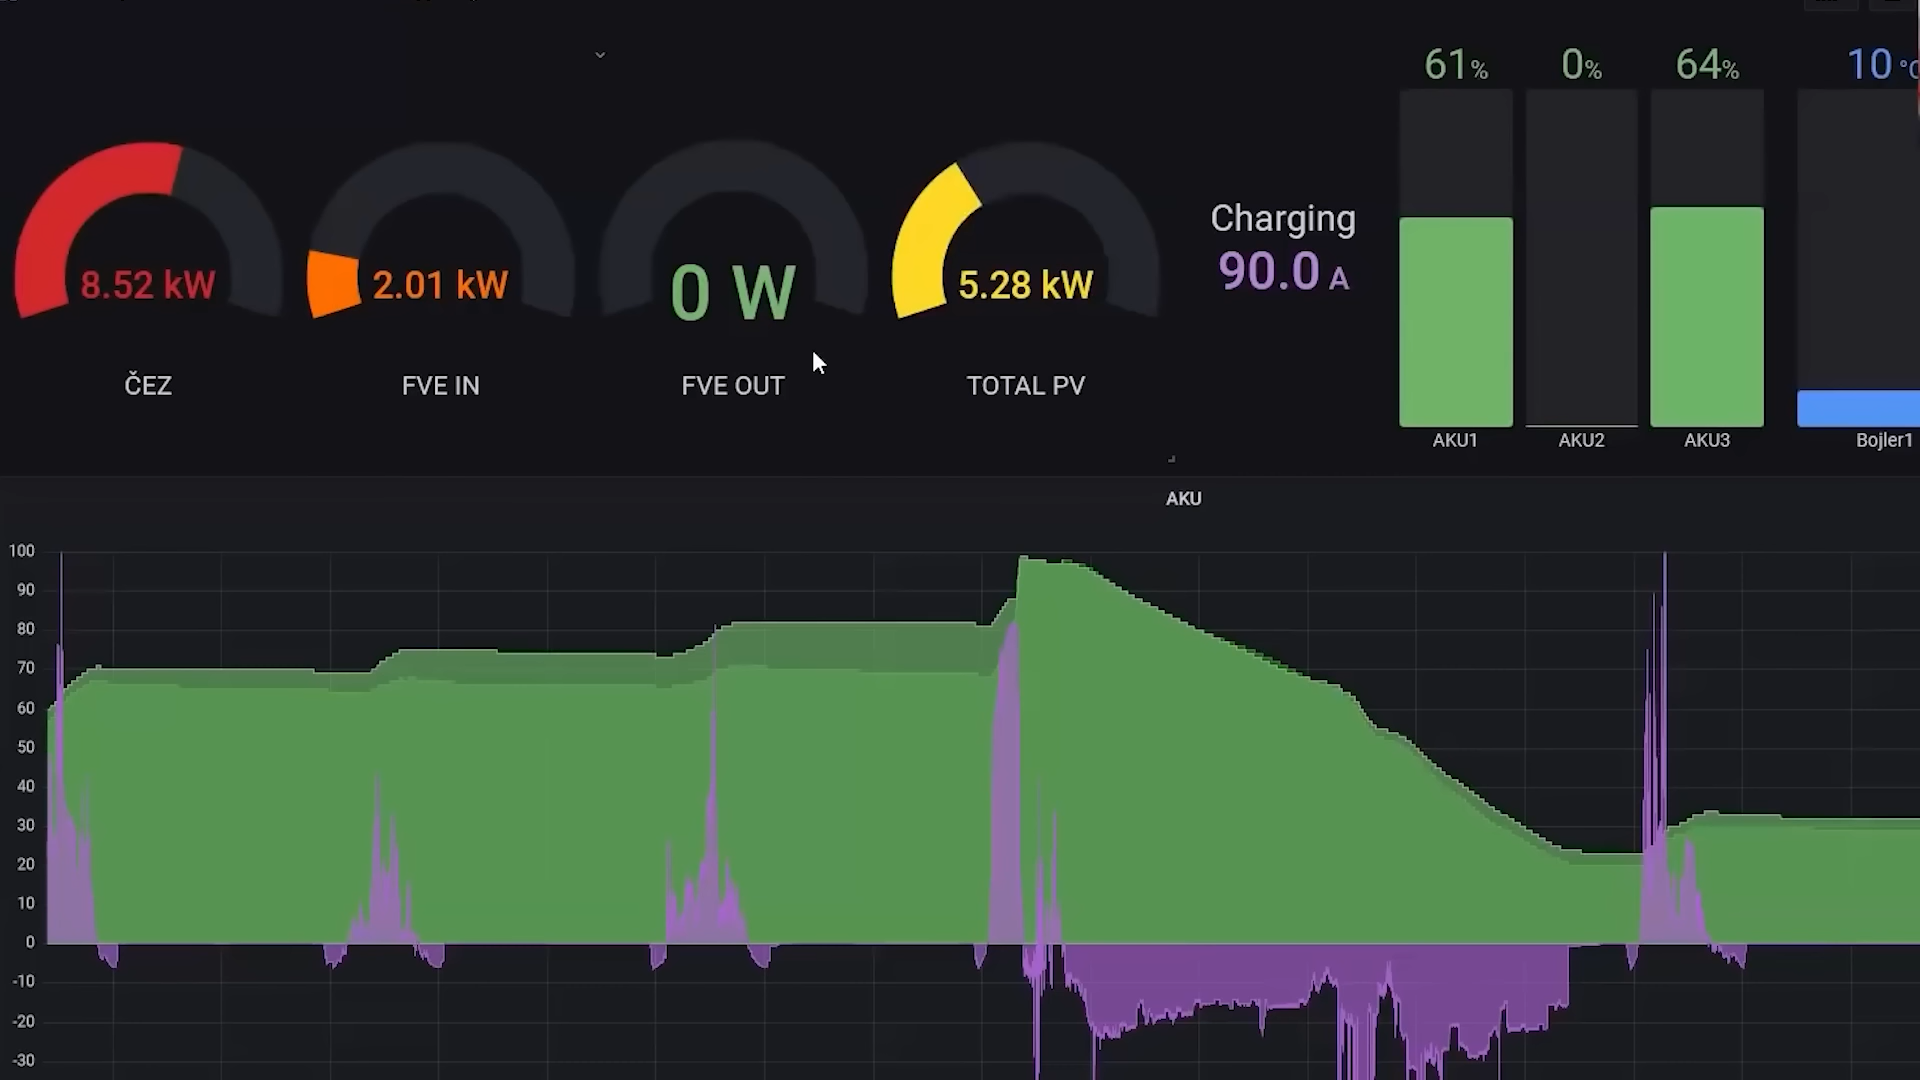 61%
0%
64%
10 °C
8.52 kW
2.01 kW
0 W
5.28 kW
Charging
90.0 A
ČEZ
FVE IN
FVE OUT
TOTAL PV
AKU1
AKU2
AKU3
Bojler1
AKU
100
90
80
70
60
50
40
30
20
10
0
-10
-20
-30